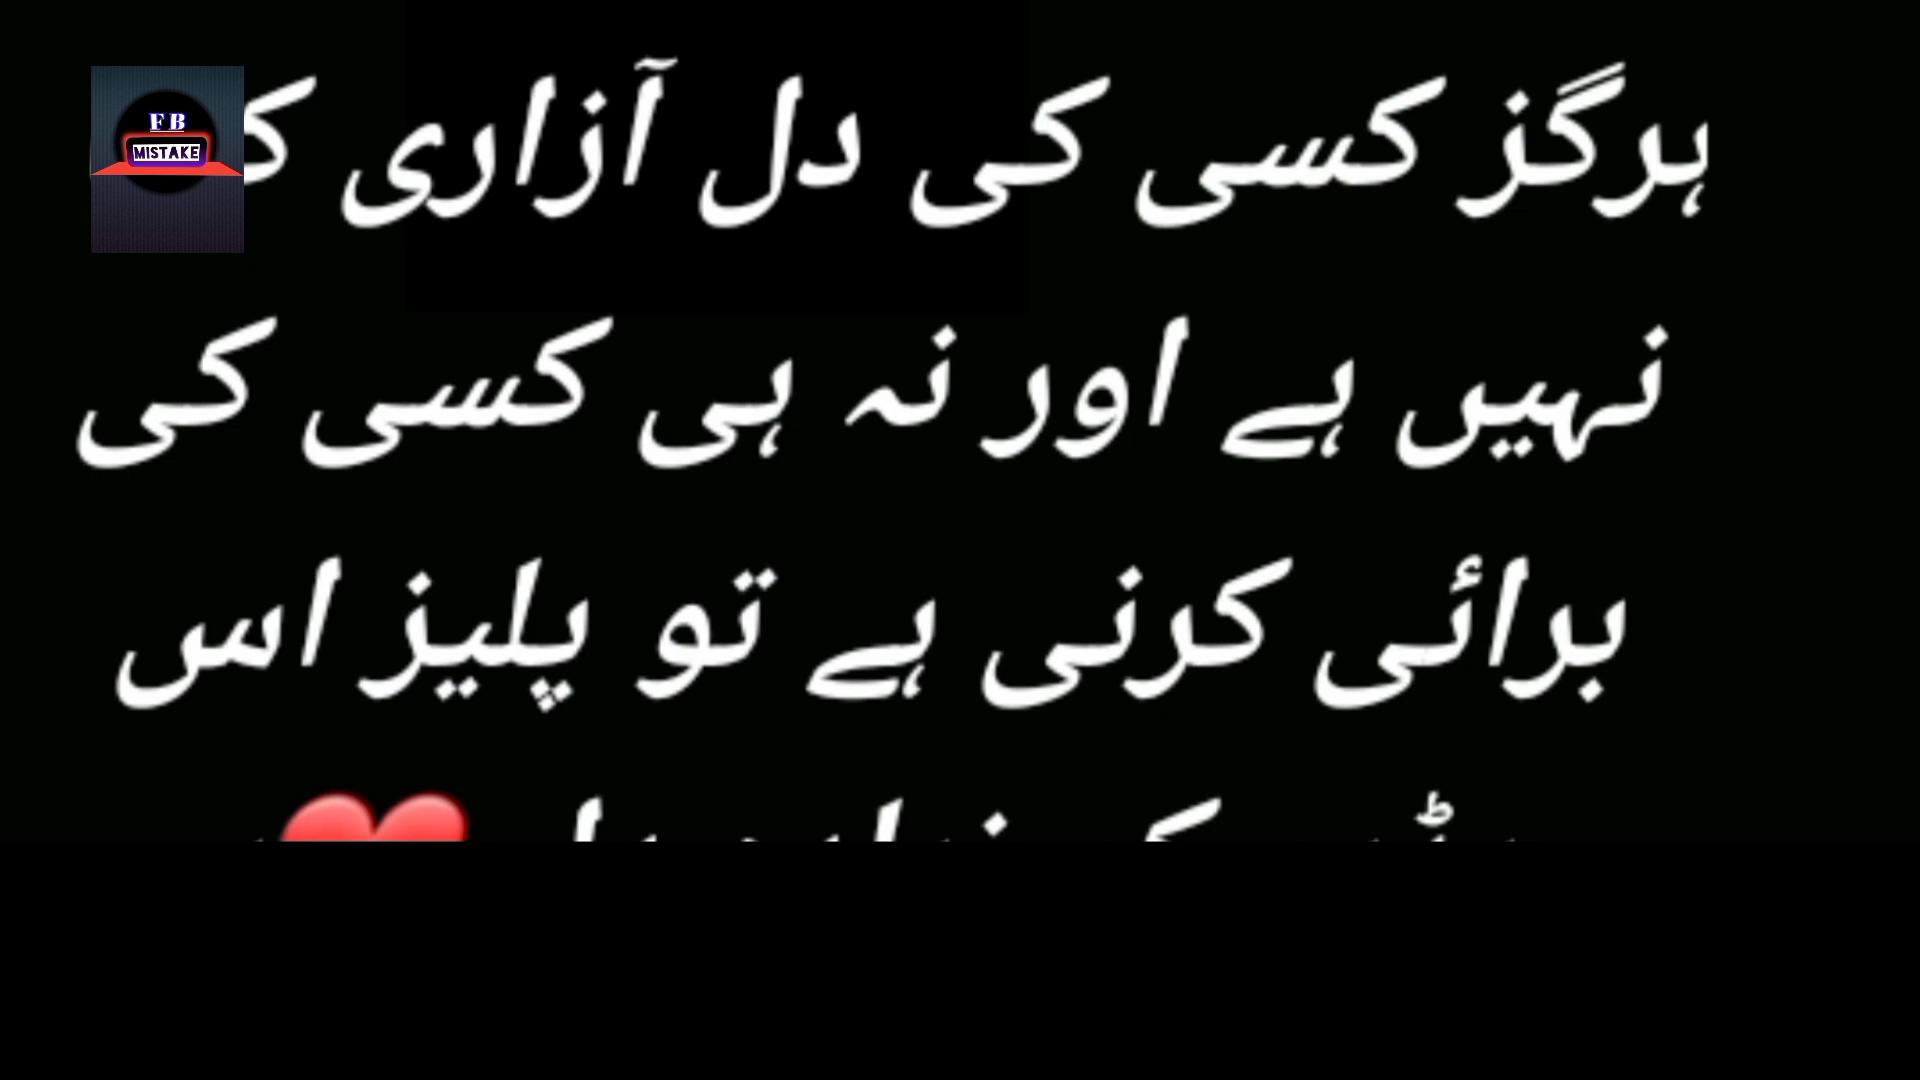 ہرگز کسی کی دل آزاری
نہیں ہے اور نہ ہی کسی کی
برائی کرنی ہے تو پلیز اس
FB
MISTAKE